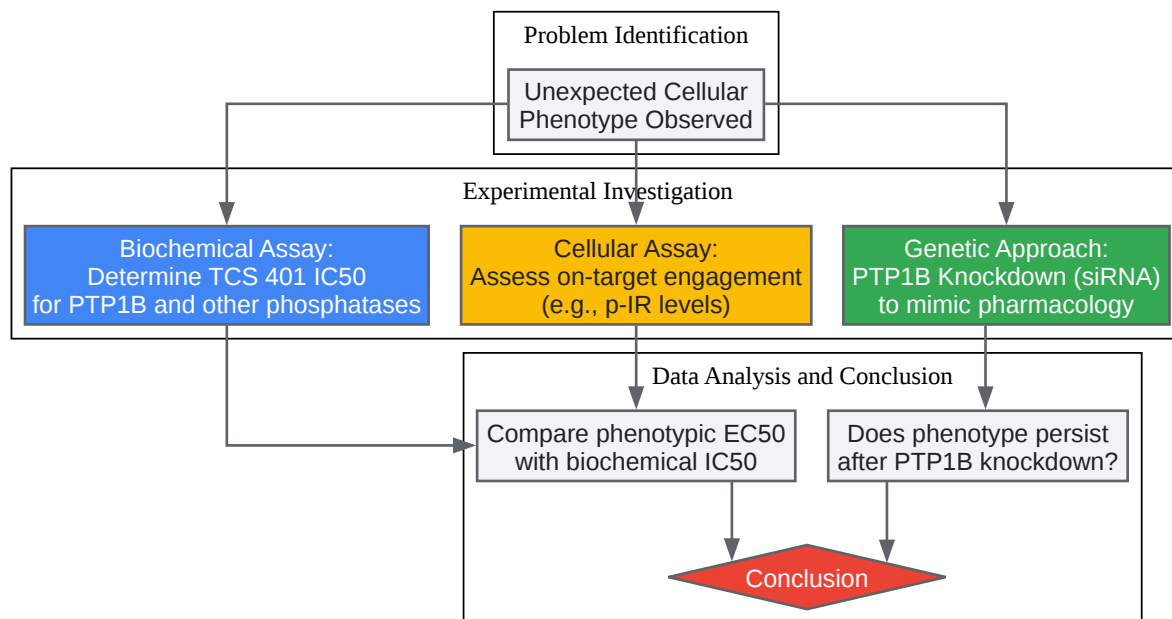 Problem Identification
Unexpected Cellular
Phenotype Observed
Experimental Investigation
Biochemical Assay:
Determine TCS 401 IC50
for PTP1B and other phosphatases
Cellular Assay:
Assess on-target engagement
(e.g., p-IR levels)
Genetic Approach:
PTP1B Knockdown (siRNA)
to mimic pharmacology
Data Analysis and Conclusion
Compare phenotypic EC50
with biochemical IC50
Does phenotype persist
after PTP1B knockdown?
Conclusion